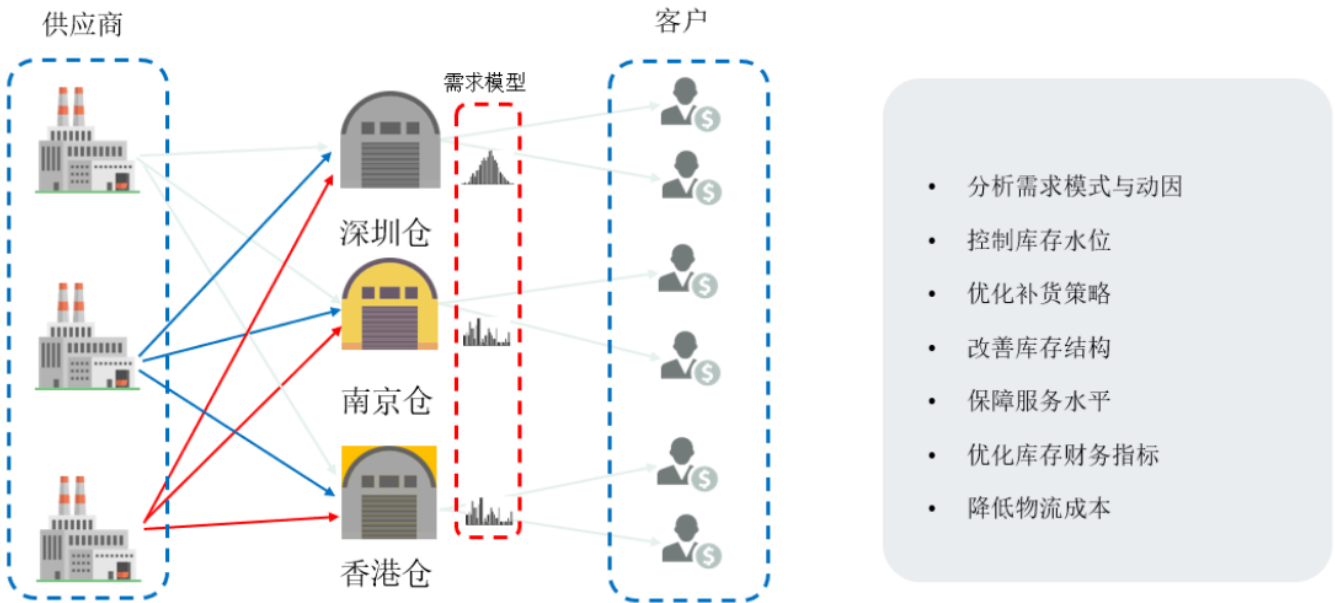 供应商
客户
需求模型
深圳仓
南京仓
香港仓
• 分析需求模式与动因
• 控制库存水位
• 优化补货策略
• 改善库存结构
• 保障服务水平
• 优化库存财务指标
• 降低物流成本
$
$
$
$
$
$